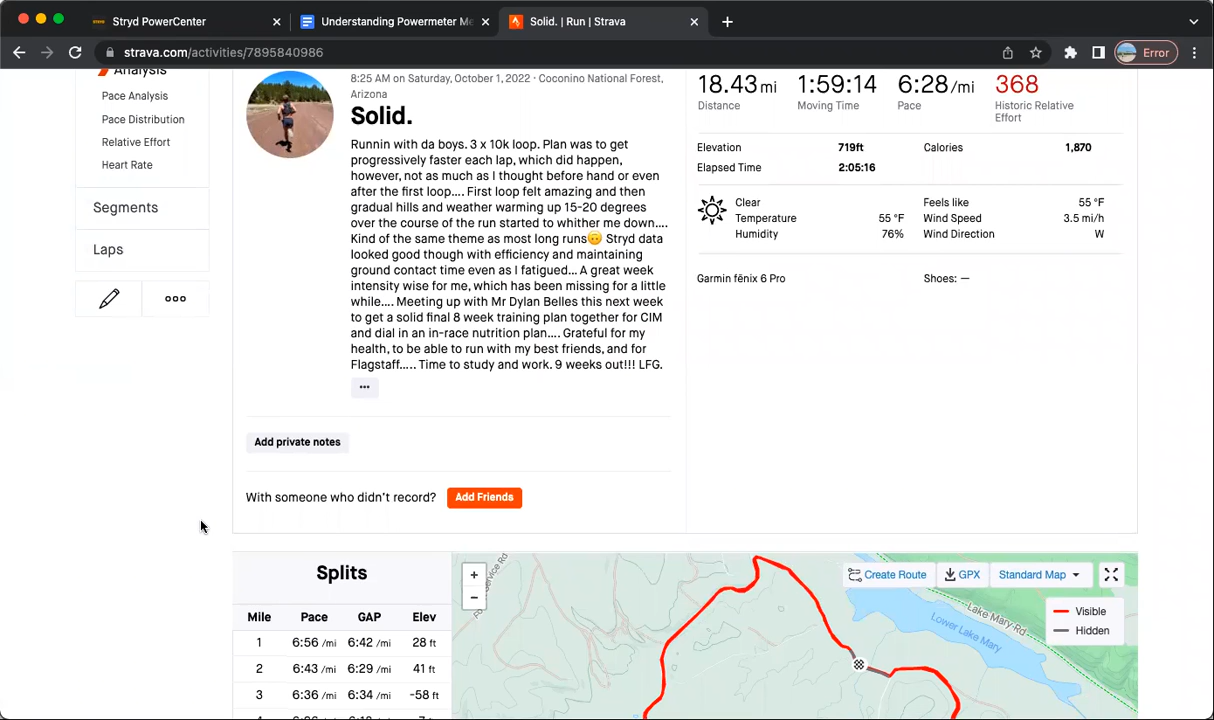 Stryd PowerCenter
Understanding Powermeter Me
Solid. | Run | Strava
strava.com/activities/7895840986
Error
Analysis
Pace Analysis
Pace Distribution
Relative Effort
Heart Rate
Segments
Laps
8:25 AM on Saturday, October 1, 2022 · Coconino National Forest,
Arizona
Solid.
Runnin with da boys. 3 x 10k loop. Plan was to get
progressively faster each lap, which did happen,
however, not as much as I thought before hand or even
after the first loop.... First loop felt amazing and then
gradual hills and weather warming up 15-20 degrees
over the course of the run started to whither me down....
Kind of the same theme as most long runs🙃 Stryd data
looked good though with efficiency and maintaining
ground contact time even as I fatigued... A great week
intensity wise for me, which has been missing for a little
while.... Meeting up with Mr Dylan Belles this next week
to get a solid final 8 week training plan together for CIM
and dial in an in-race nutrition plan.... Grateful for my
health, to be able to run with my best friends, and for
Flagstaff..... Time to study and work. 9 weeks out!!! LFG.
Add private notes
With someone who didn't record? Add Friends
18.43 mi 1:59:14 6:28/mi 368
Distance Moving Time Pace Historic Relative
Effort
Elevation 719ft Calories 1,870
Elapsed Time 2:05:16
Clear Feels like 55 °F
Temperature 55 °F Wind Speed 3.5 mi/h
Humidity 76% Wind Direction W
Garmin fēnix 6 Pro Shoes: —
Splits
Mile Pace GAP Elev
1 6:56 /mi 6:42 /mi 28 ft
2 6:43 /mi 6:29 /mi 41 ft
3 6:36 /mi 6:34 /mi -58 ft
+
−
Create Route GPX Standard Map
Visible
Hidden
Lake Mary Rd
Lower Lake Mary